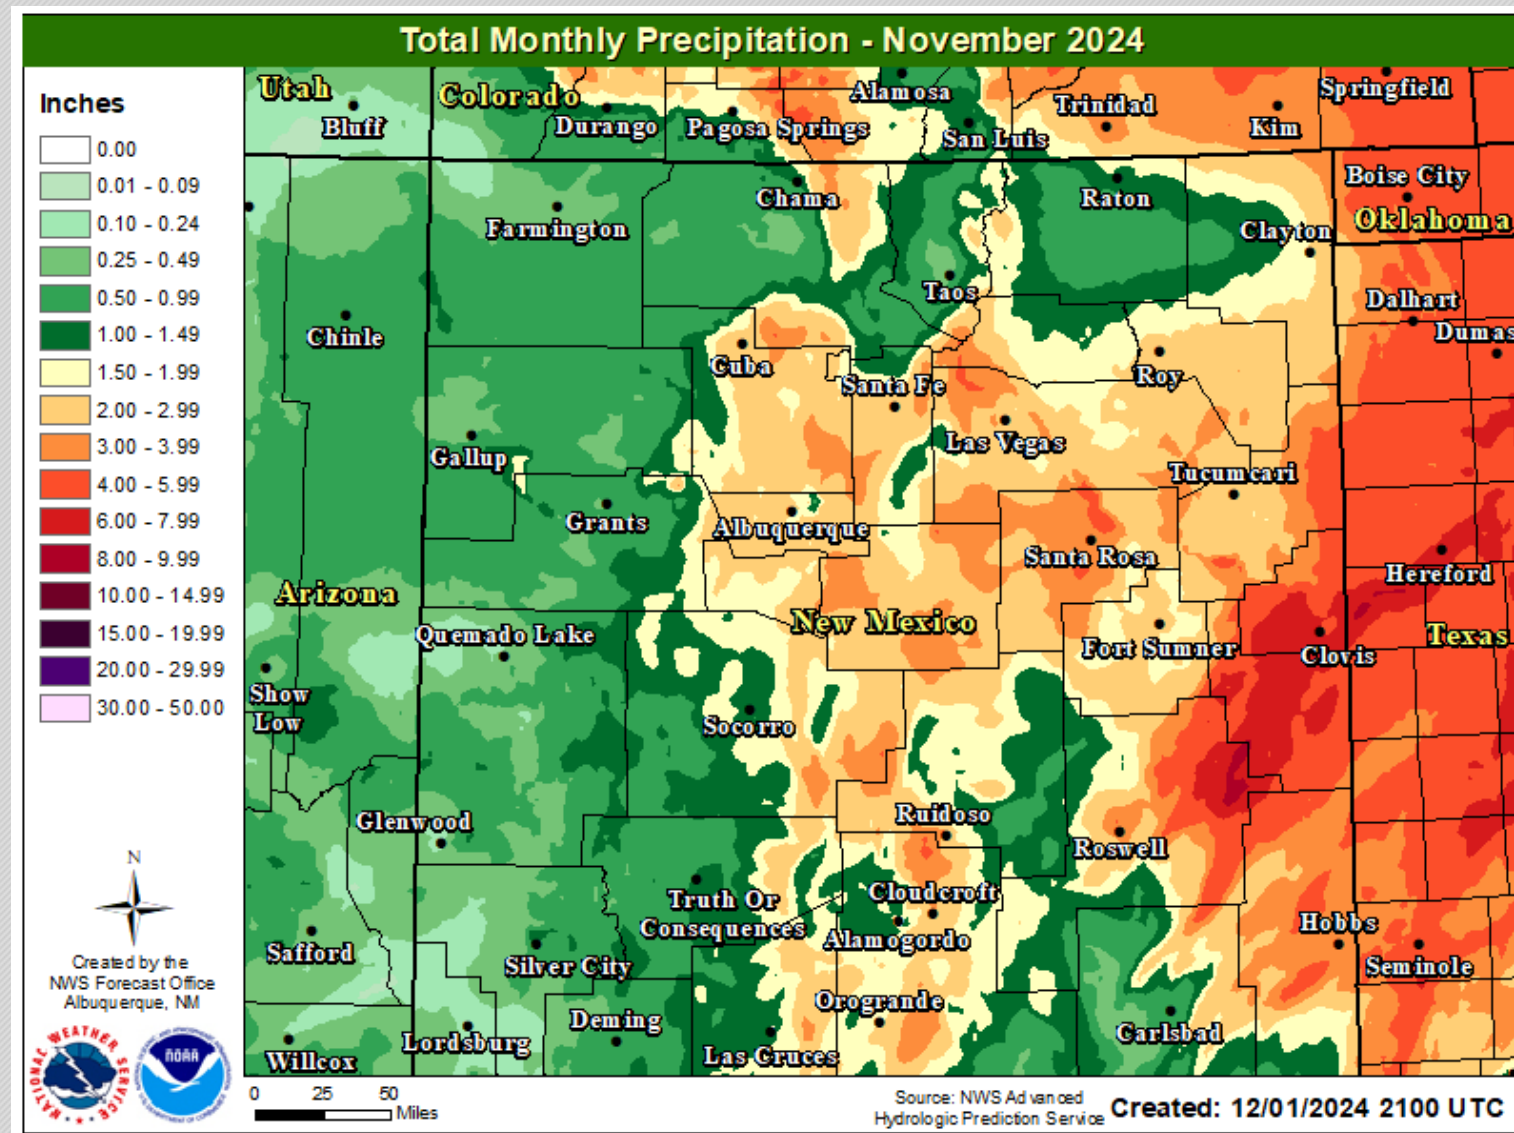 Total Monthly Precipitation - November 2024
Inches
0.00
0.01 - 0.09
0.10 - 0.24
0.25 - 0.49
0.50 - 0.99
1.00 - 1.49
1.50 - 1.99
2.00 - 2.99
3.00 - 3.99
4.00 - 5.99
6.00 - 7.99
8.00 - 9.99
10.00 - 14.99
15.00 - 19.99
20.00 - 29.99
30.00 - 50.00
Utah
Colorado
Alamosa
Springfield
Bluff
Durango
Pagosa Springs
Trinidad
Kim
San Luis
Boise City
Chama
Raton
Oklahoma
Farmington
Clayton
Taos
Dalhart
Chinle
Dumas
Cuba
Santa Fe
Roy
Gallup
Las Vegas
Tucumcari
Grants
Albuquerque
Santa Rosa
Hereford
Arizona
New Mexico
Quemado Lake
Fort Sumner
Clovis
Texas
Show
Low
Socorro
Glenwood
Ruidoso
Roswell
Truth Or
Consequences
Cloudcroft
Alamogordo
Hobbs
Safford
Silver City
Seminole
Orogrande
Deming
Carlsbad
Willcox
Lordsburg
Las Cruces
N
Created by the
NWS Forecast Office
Albuquerque, NM
NATIONAL WEATHER SERVICE
NOAA
0 25 50
Miles
Source: NWS Advanced
Hydrologic Prediction Service
Created: 12/01/2024 2100 UTC